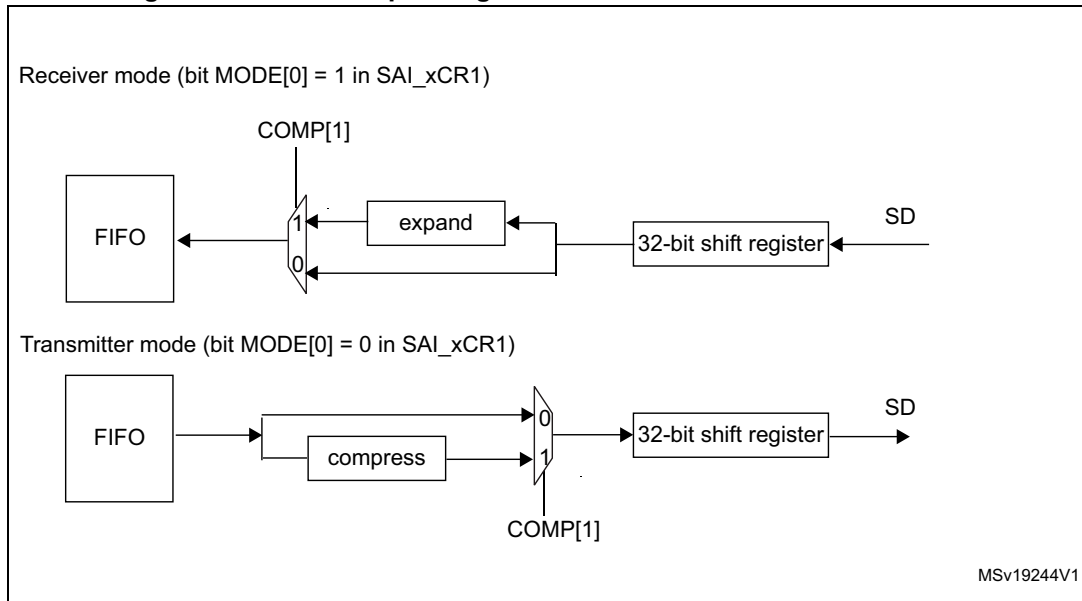 Receiver mode (bit MODE[0] = 1 in SAI_xCR1)
COMP[1]
FIFO
1
0
expand
32-bit shift register
SD
Transmitter mode (bit MODE[0] = 0 in SAI_xCR1)
FIFO
compress
0
1
COMP[1]
32-bit shift register
SD
MSv19244V1